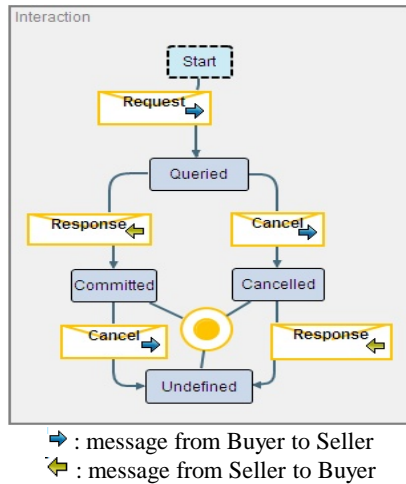 Interaction
Start
Request
Queried
Response
Cancel
Committed
Cancelled
Cancel
Response
Undefined
: message from Buyer to Seller
: message from Seller to Buyer